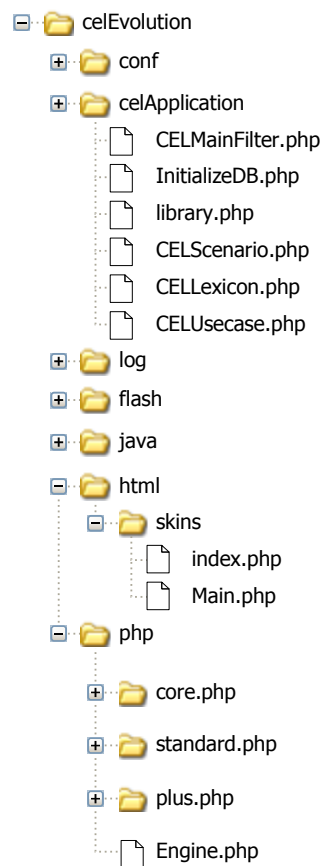 celEvolution
conf
celApplication
CELMainFilter.php
InitializeDB.php
library.php
CELScenario.php
CELLexicon.php
CELUsecase.php
log
flash
java
html
skins
index.php
Main.php
php
core.php
standard.php
plus.php
Engine.php